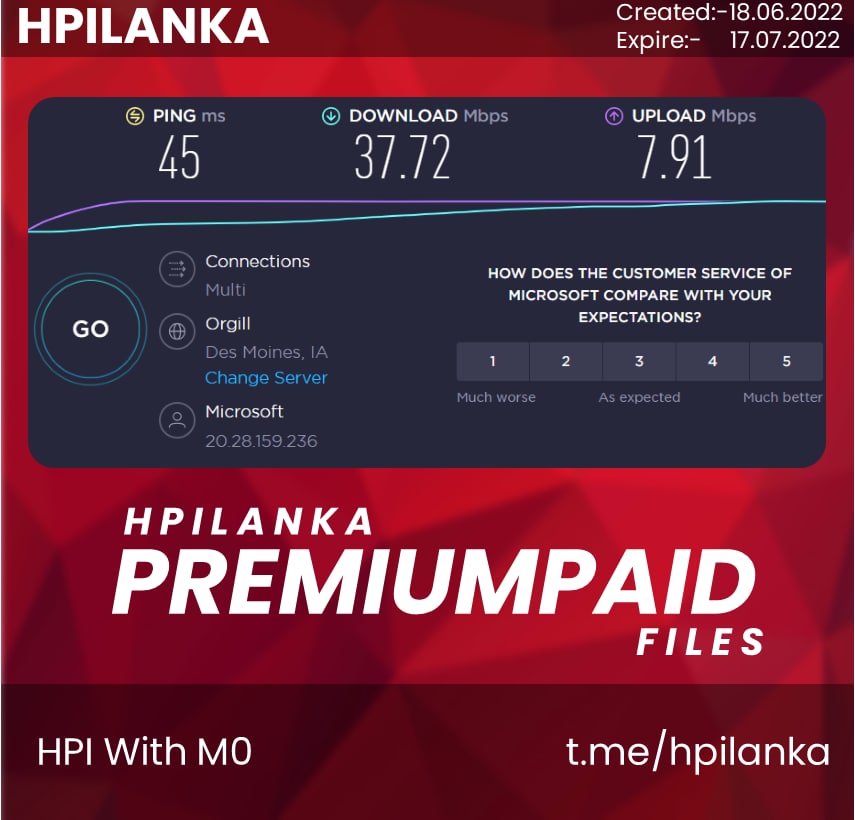 HPILANKA
Created:-18.06.2022
Expire:- 17.07.2022
PING ms
45
DOWNLOAD Mbps
37.72
UPLOAD Mbps
7.91
GO
Connections
Multi
Orgill
Des Moines, IA
Change Server
Microsoft
20.28.159.236
HOW DOES THE CUSTOMER SERVICE OF
MICROSOFT COMPARE WITH YOUR
EXPECTATIONS?
1 2 3 4 5
Much worse As expected Much better
HPILANKA
PREMIUMPAID
FILES
HPI With M0
t.me/hpilanka